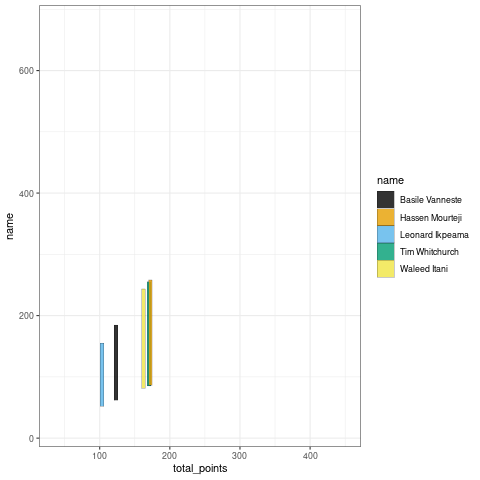 600
400
200
0
name
100 200 300 400
total_points
name
Basile Vanneste
Hassen Mourteji
Leonard Ikpeama
Tim Whitchurch
Waleed Itani